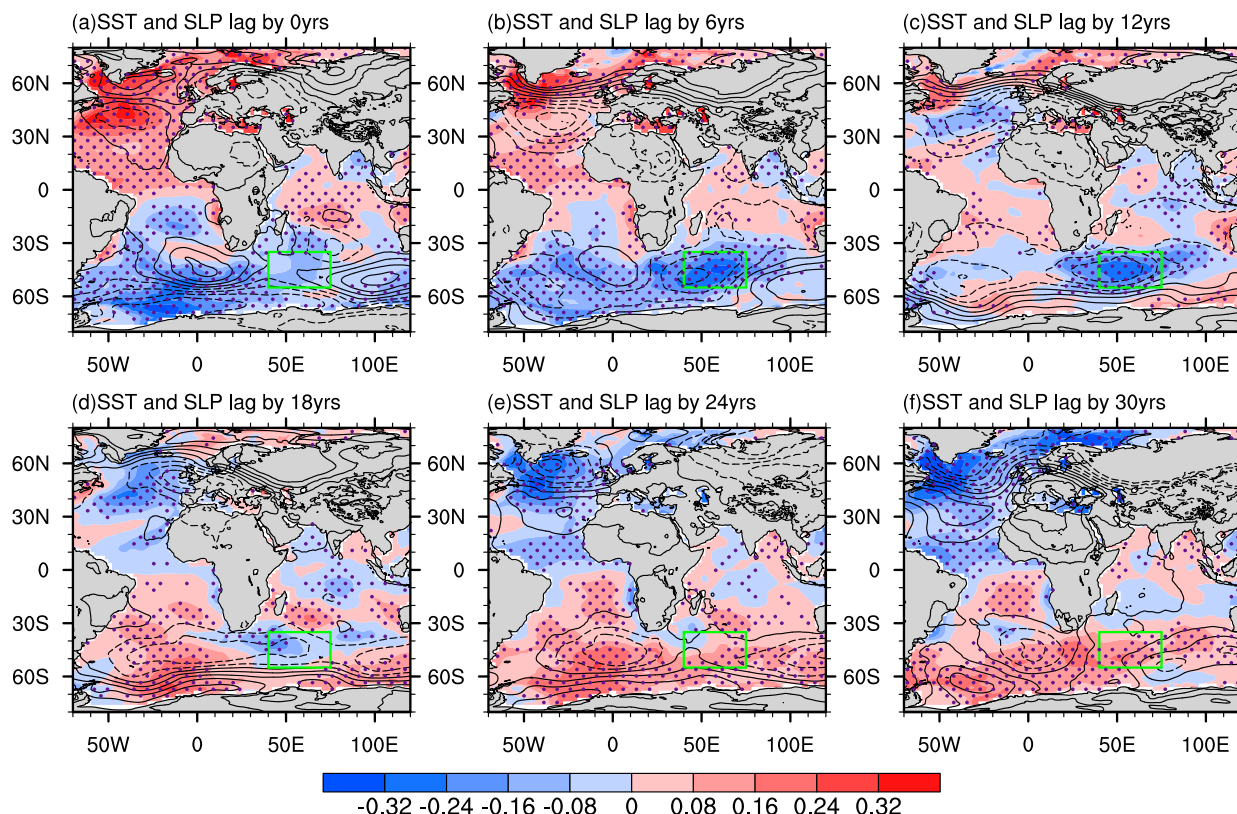 (a)SST and SLP lag by 0yrs
(b)SST and SLP lag by 6yrs
(c)SST and SLP lag by 12yrs
60N
30N
0
30S
60S
60N
30N
0
30S
60S
60N
30N
0
30S
60S
50W 0 50E 100E
50W 0 50E 100E
50W 0 50E 100E
(d)SST and SLP lag by 18yrs
(e)SST and SLP lag by 24yrs
(f)SST and SLP lag by 30yrs
60N
30N
0
30S
60S
60N
30N
0
30S
60S
60N
30N
0
30S
60S
50W 0 50E 100E
50W 0 50E 100E
50W 0 50E 100E
-0.32 -0.24 -0.16 -0.08 0 0.08 0.16 0.24 0.32